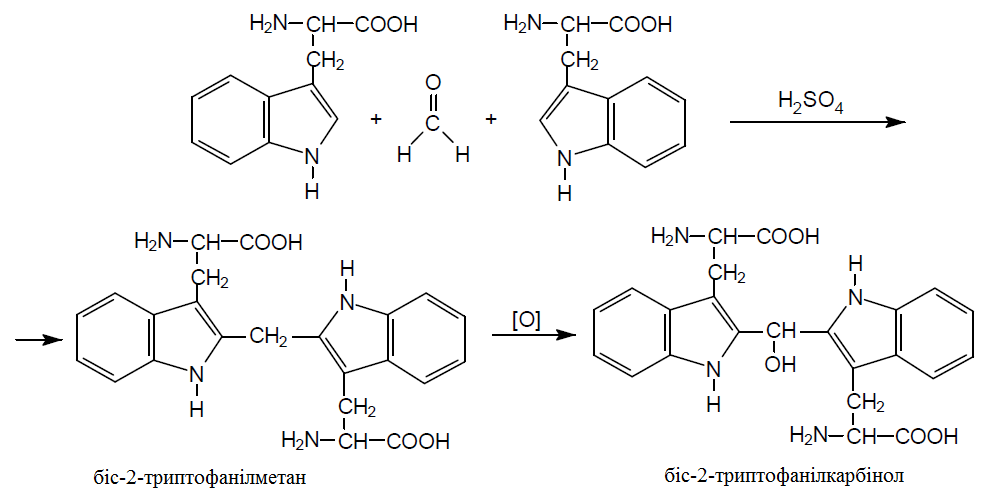 H₂N–CH–COOH H₂N–CH–COOH
CH₂ CH₂
O
+ C + H₂SO₄
H H
N N
H H
H₂N–CH–COOH H₂N–CH–COOH
CH₂ H CH₂ H
N N
CH₂ [O] CH
OH
N N
H H
CH₂ CH₂
H₂N–CH–COOH H₂N–CH–COOH
біс-2-триптофанілметан біс-2-триптофанілкарбінол